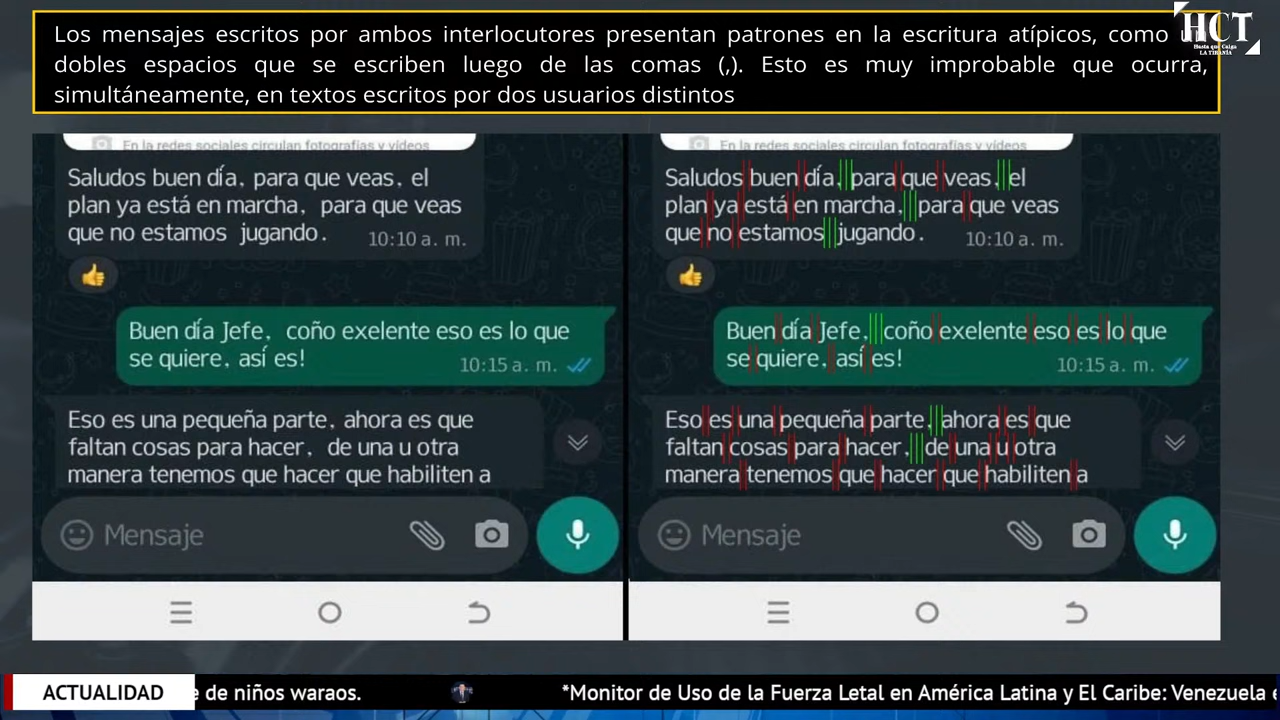 Los mensajes escritos por ambos interlocutores presentan patrones en la escritura atípicos, como
dobles espacios que se escriben luego de las comas (,). Esto es muy improbable que ocurra,
simultáneamente, en textos escritos por dos usuarios distintos
HCT
Hasta que Caiga
LA TIRANÍA
En la redes sociales circulan fotografías y vídeos
Saludos buen día, para que veas, el
plan ya está en marcha,  para que veas
que no estamos  jugando.
10:10 a. m.
Buen día Jefe,  coño exelente eso es lo que
se quiere, así es!
10:15 a. m.
Eso es una pequeña parte, ahora es que
faltan cosas para hacer,  de una u otra
manera tenemos que hacer que habiliten a
Mensaje
En la redes sociales circulan fotografías y vídeos
Saludos buen día, para que veas, el
plan ya está en marcha,  para que veas
que no estamos  jugando.
10:10 a. m.
Buen día Jefe,  coño exelente eso es lo que
se quiere, así es!
10:15 a. m.
Eso es una pequeña parte, ahora es que
faltan cosas para hacer,  de una u otra
manera tenemos que hacer que habiliten a
Mensaje
ACTUALIDAD
e de niños waraos.
*Monitor de Uso de la Fuerza Letal en América Latina y El Caribe: Venezuela